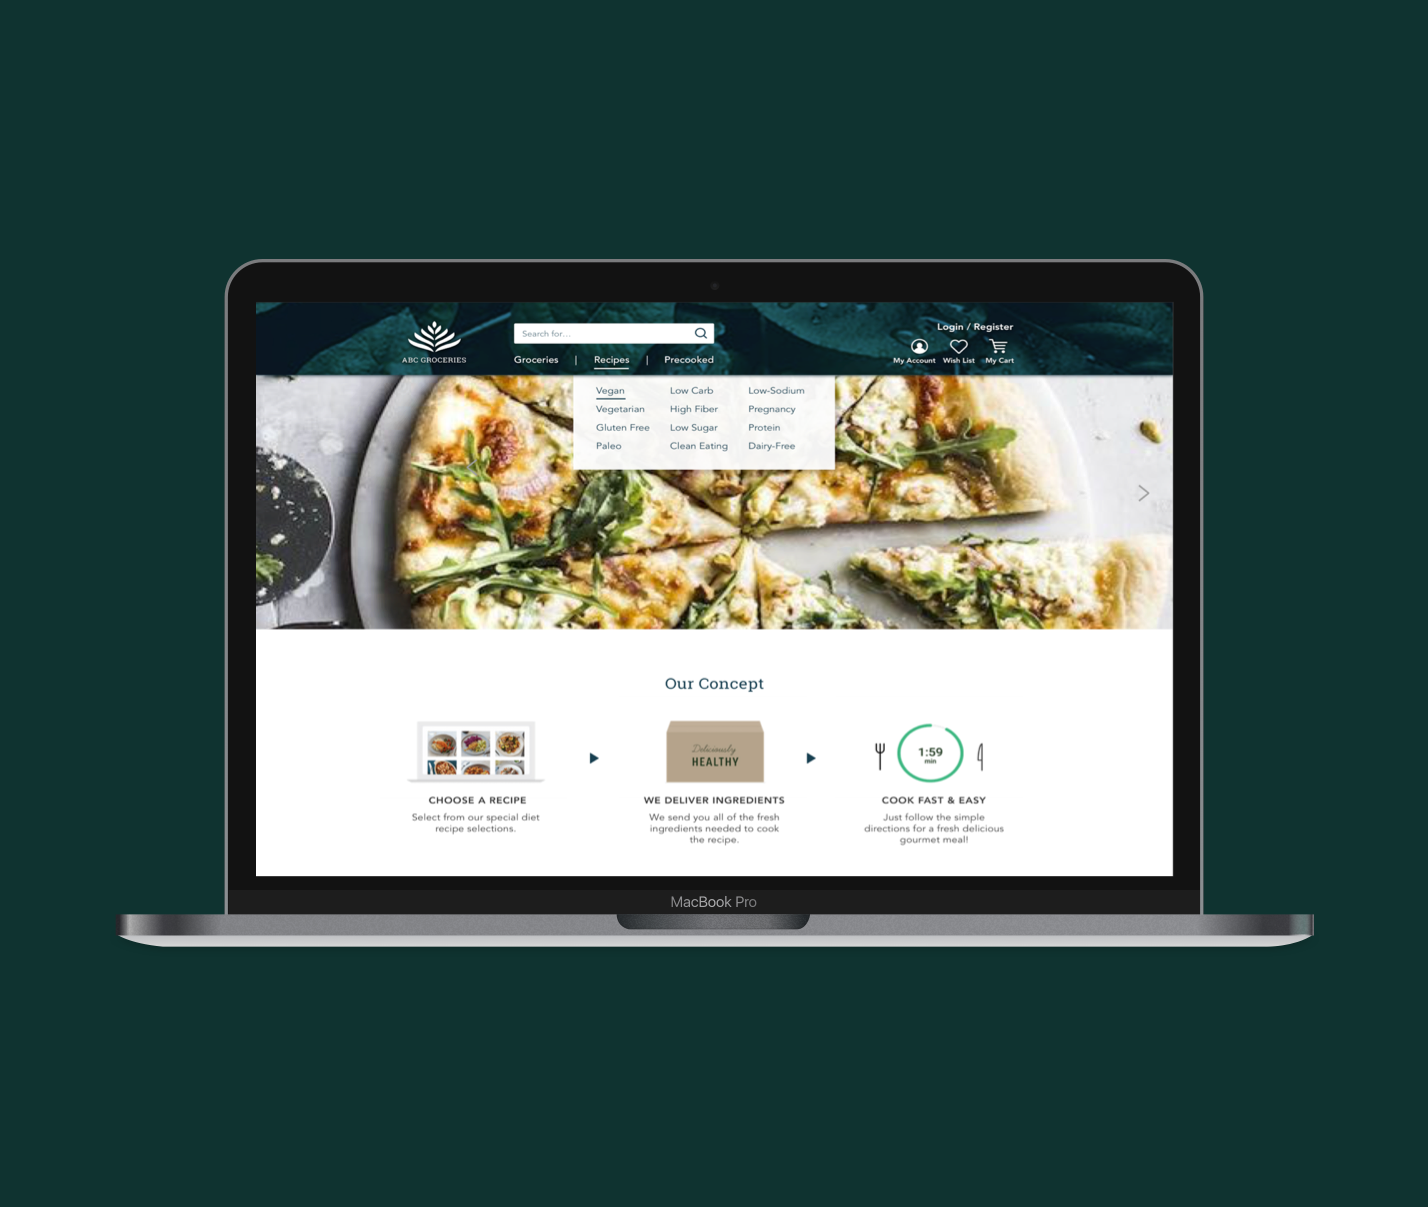 ABC GROCERIES
Search for...
Groceries | Recipes | Precooked
Login / Register
My Account Wish List My Cart
Vegan Low Carb Low-Sodium
Vegetarian High Fiber Pregnancy
Gluten Free Low Sugar Protein
Paleo Clean Eating Dairy-Free
Our Concept
Deliciously
HEALTHY
1:59
min
CHOOSE A RECIPE
Select from our special diet
recipe selections.
WE DELIVER INGREDIENTS
We send you all of the fresh
ingredients needed to cook
the recipe.
COOK FAST & EASY
Just follow the simple
directions for a fresh delicious
gourmet meal!
MacBook Pro